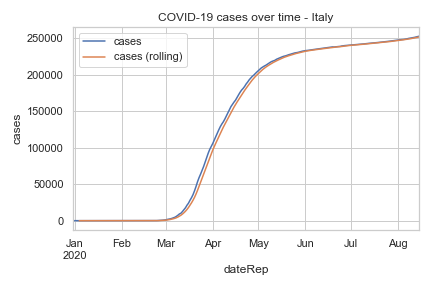 COVID-19 cases over time - Italy
cases
cases (rolling)
250000
200000
150000
100000
50000
0
cases
Jan Feb Mar Apr May Jun Jul Aug
2020
dateRep